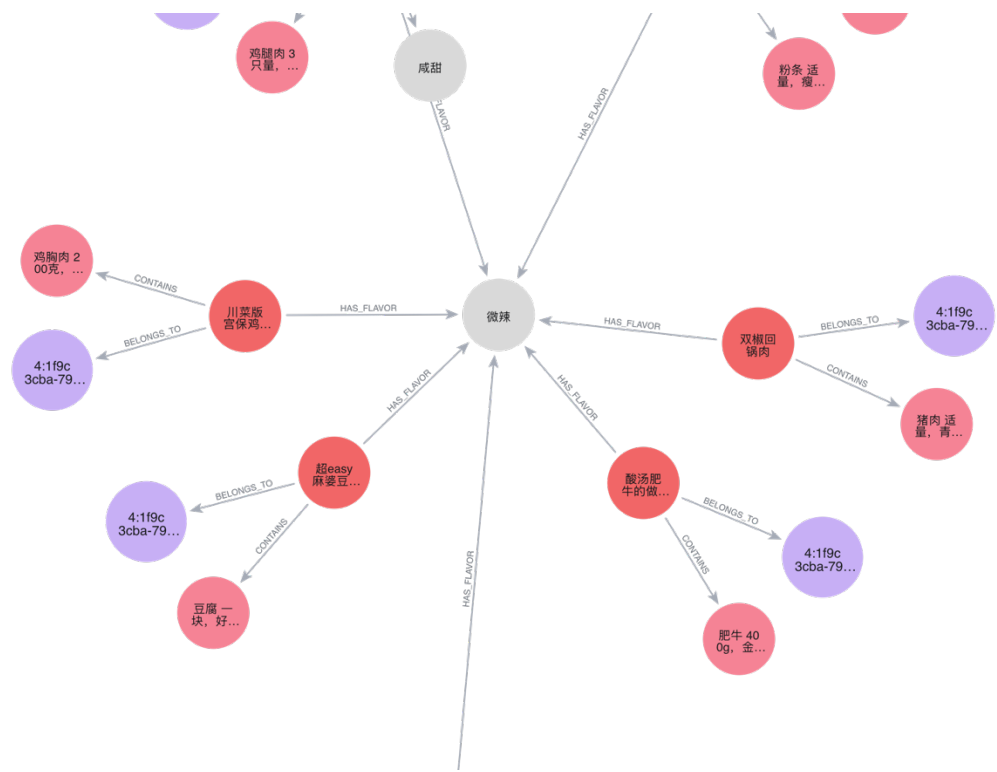 鸡腿肉 3
只量，…
咸甜
粉条 适
量，瘦…
FLAVOR
HAS_FLAVOR
鸡胸肉 2
00克，…
CONTAINS
川菜版
宫保鸡…
HAS_FLAVOR
微辣
HAS_FLAVOR
双椒回
锅肉
BELONGS_TO
4:1f9c
3cba-79…
BELONGS_TO
4:1f9c
3cba-79…
CONTAINS
猪肉 适
量，青…
HAS_FLAVOR
HAS_FLAVOR
超easy
麻婆豆…
酸汤肥
牛的做…
BELONGS_TO
4:1f9c
3cba-79…
BELONGS_TO
4:1f9c
3cba-79…
CONTAINS
CONTAINS
HAS_FLAVOR
豆腐 一
块，好…
肥牛 40
0g，金…